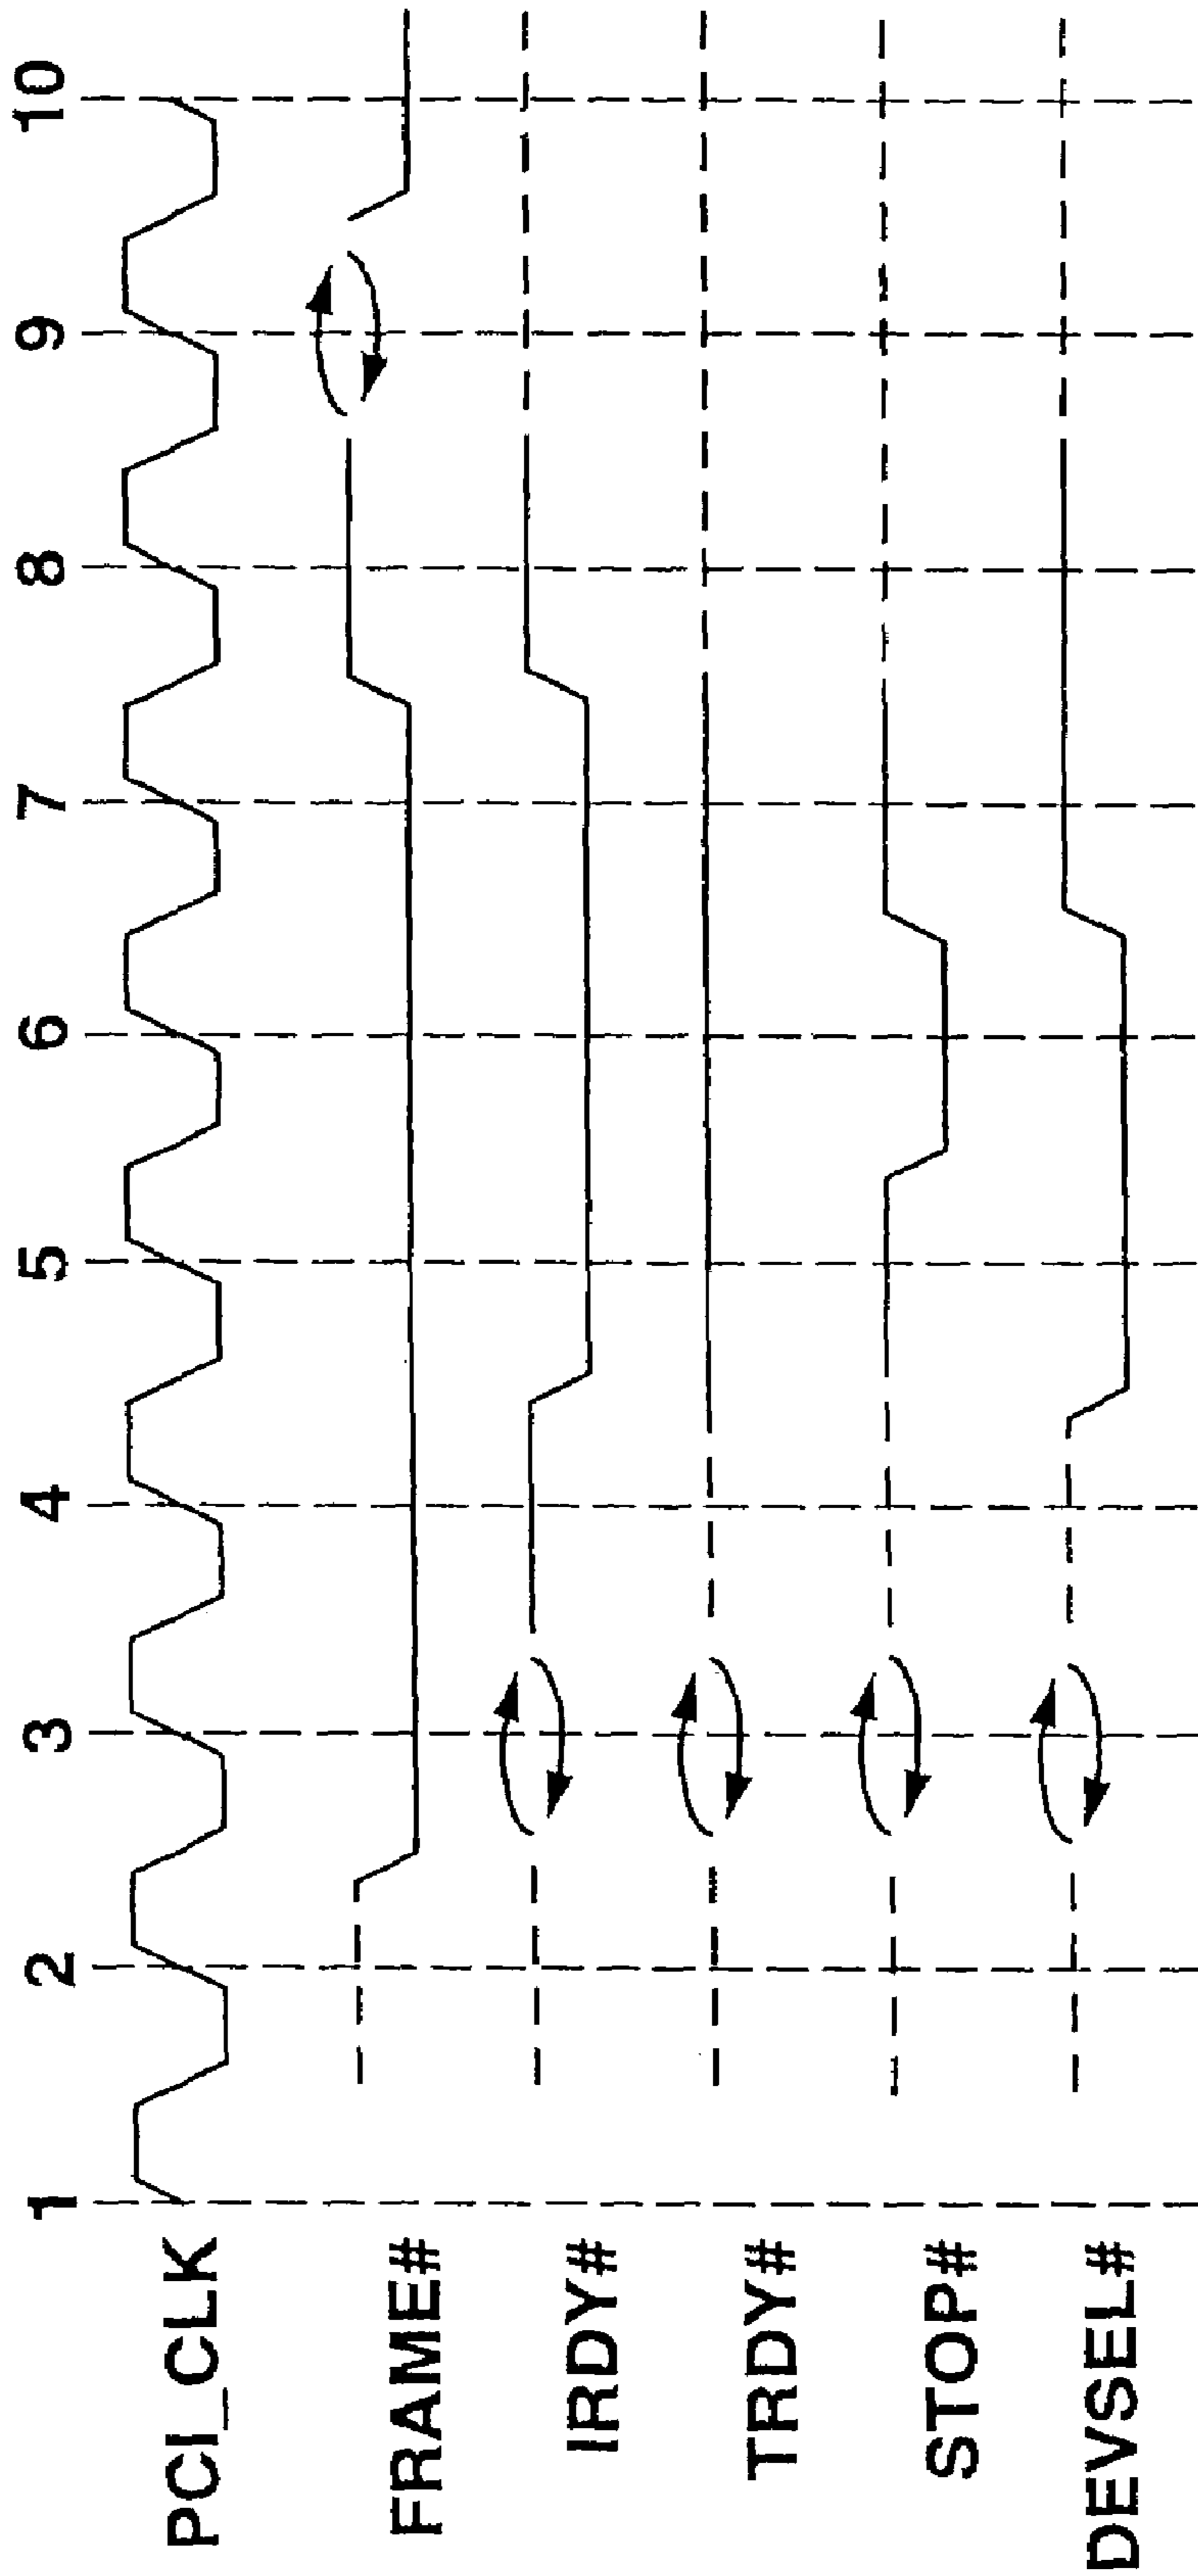 1 2 3 4 5 6 7 8 9 10
PCI_CLK
FRAME#
IRDY#
TRDY#
STOP#
DEVSEL#